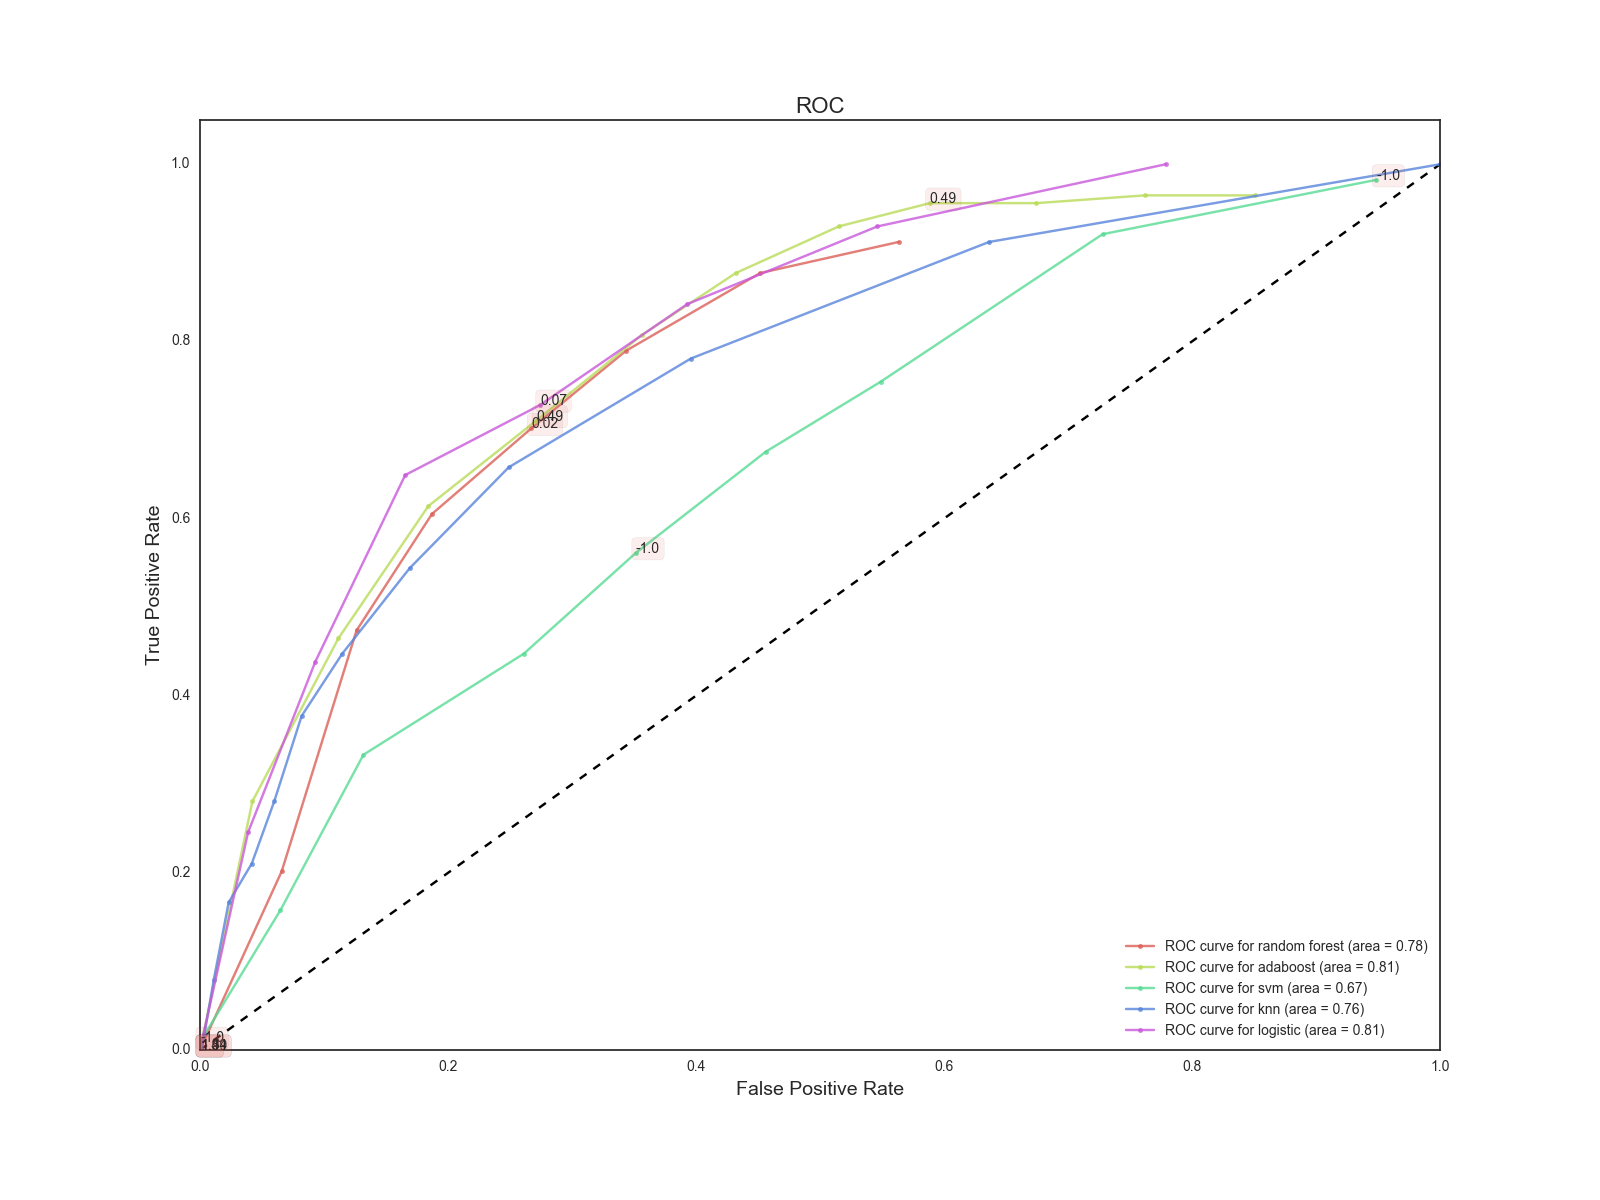 ROC
1.0
0.8
0.6
0.4
0.2
0.0
True Positive Rate
0.49
-1.0
0.07
0.49
0.02
-1.0
ROC curve for random forest (area = 0.78)
ROC curve for adaboost (area = 0.81)
ROC curve for svm (area = 0.67)
ROC curve for knn (area = 0.76)
ROC curve for logistic (area = 0.81)
0.0 0.2 0.4 0.6 0.8 1.0
False Positive Rate